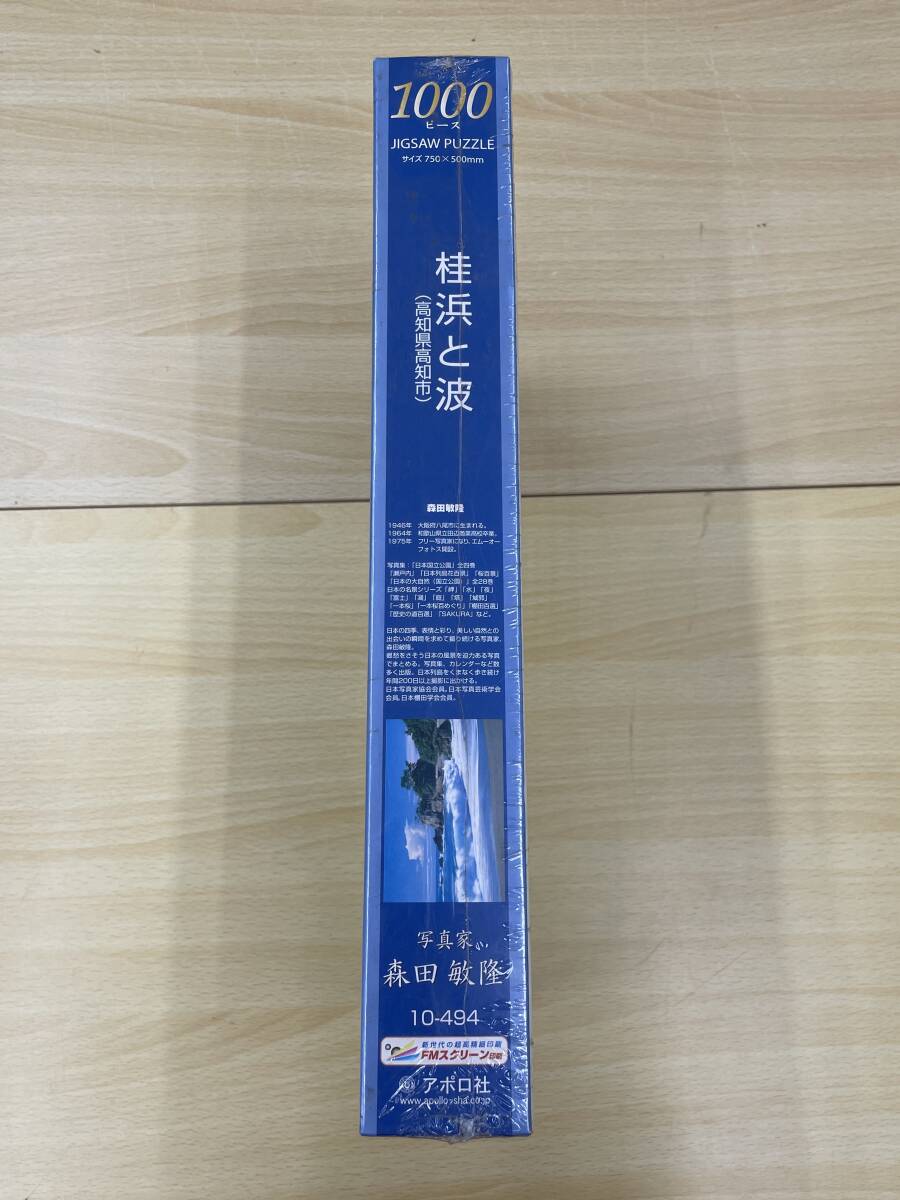 1000
ピース
JIGSAW PUZZLE
サイズ 750×500mm
桂浜と波
(高知県高知市)
森田敏隆
1946年 大阪府八尾市に生まれる。
1964年 和歌山県立田辺商業高校卒業。
1975年 フリー写真家になり、エムーオー
フォトス開設。
写真集:「日本国立公園」全四巻
「瀬戸内」「日本列島花百景」「桜百景」
「日本の大自然(国立公園)」全28巻
日本の名景シリーズ「岬」「水」「夜」
「富士」「湖」「庭」「塔」「城郭」
「一本桜」「一本桜百めぐり」「棚田百選」
「歴史の道百選」「SAKURA」など。
日本の四季、表情と彩り、美しい自然との
出会いの瞬間を求めて撮り続ける写真家、
森田敏隆。
郷愁をさそう日本の風景を迫力ある写真
でまとめる。写真集、カレンダーなど数
多く出版。日本列島をくまなく歩き続け
年間200日以上撮影に出かける。
日本写真家協会会員。日本写真芸術学会
会員。日本棚田学会会員。
写真家
森田敏隆
10-494
新世代の超高精細印刷
FMスクリーン印刷
アポロ社
www.apollo-sha.co.jp